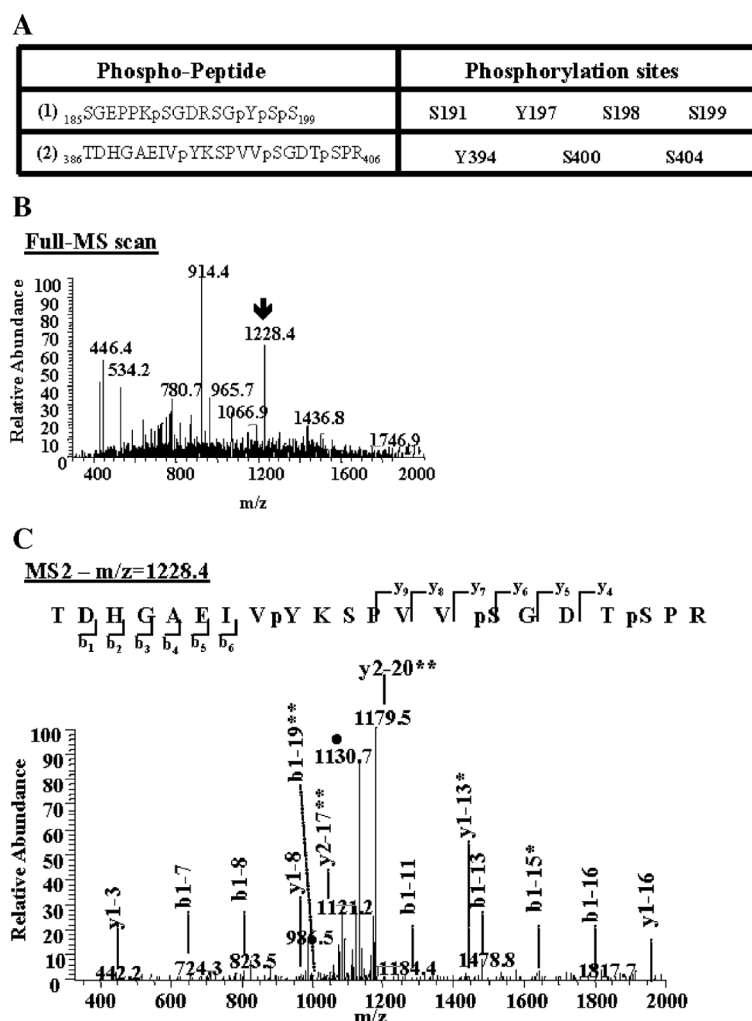 A
Phospho-Peptide Phosphorylation sites
(1) 185SGEPPKpSGDRSGpYpSpS199 S191 Y197 S198 S199
(2) 386TDHGAEIVpYKSPVVpSGDTpSPR406 Y394 S400 S404
B
Full-MS scan
Relative Abundance
100
90
80
70
60
50
40
30
20
10
0
914.4
1228.4
446.4
534.2
780.7
965.7
1066.9
1436.8
1746.9
400 800 1200 1600 2000
m/z
C
MS2 – m/z=1228.4
y9 y8 y7 y6 y5 y4
T D H G A E I V pY K S P V V pS G D T pS P R
b1 b2 b3 b4 b5 b6
y2-20**
1179.5
1130.7
b1-19**
y2-17**
y1-13*
y1-3
b1-7
b1-8
y1-8
b1-11
b1-13
b1-15*
b1-16
y1-16
Relative Abundance
100
90
80
70
60
50
40
30
20
10
0
1121.2
986.5
442.2
724.3
823.5
1184.4
1478.8
1817.7
400 600 800 1000 1200 1400 1600 1800 2000
m/z